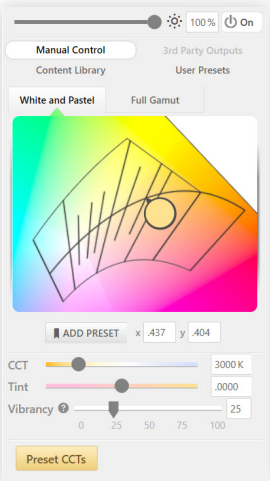 100 % On
Manual Control 3rd Party Outputs
Content Library User Presets
White and Pastel Full Gamut
ADD PRESET x .437 y .404
CCT 3000 K
Tint .0000
Vibrancy ? 25
0 25 50 75 100
Preset CCTs